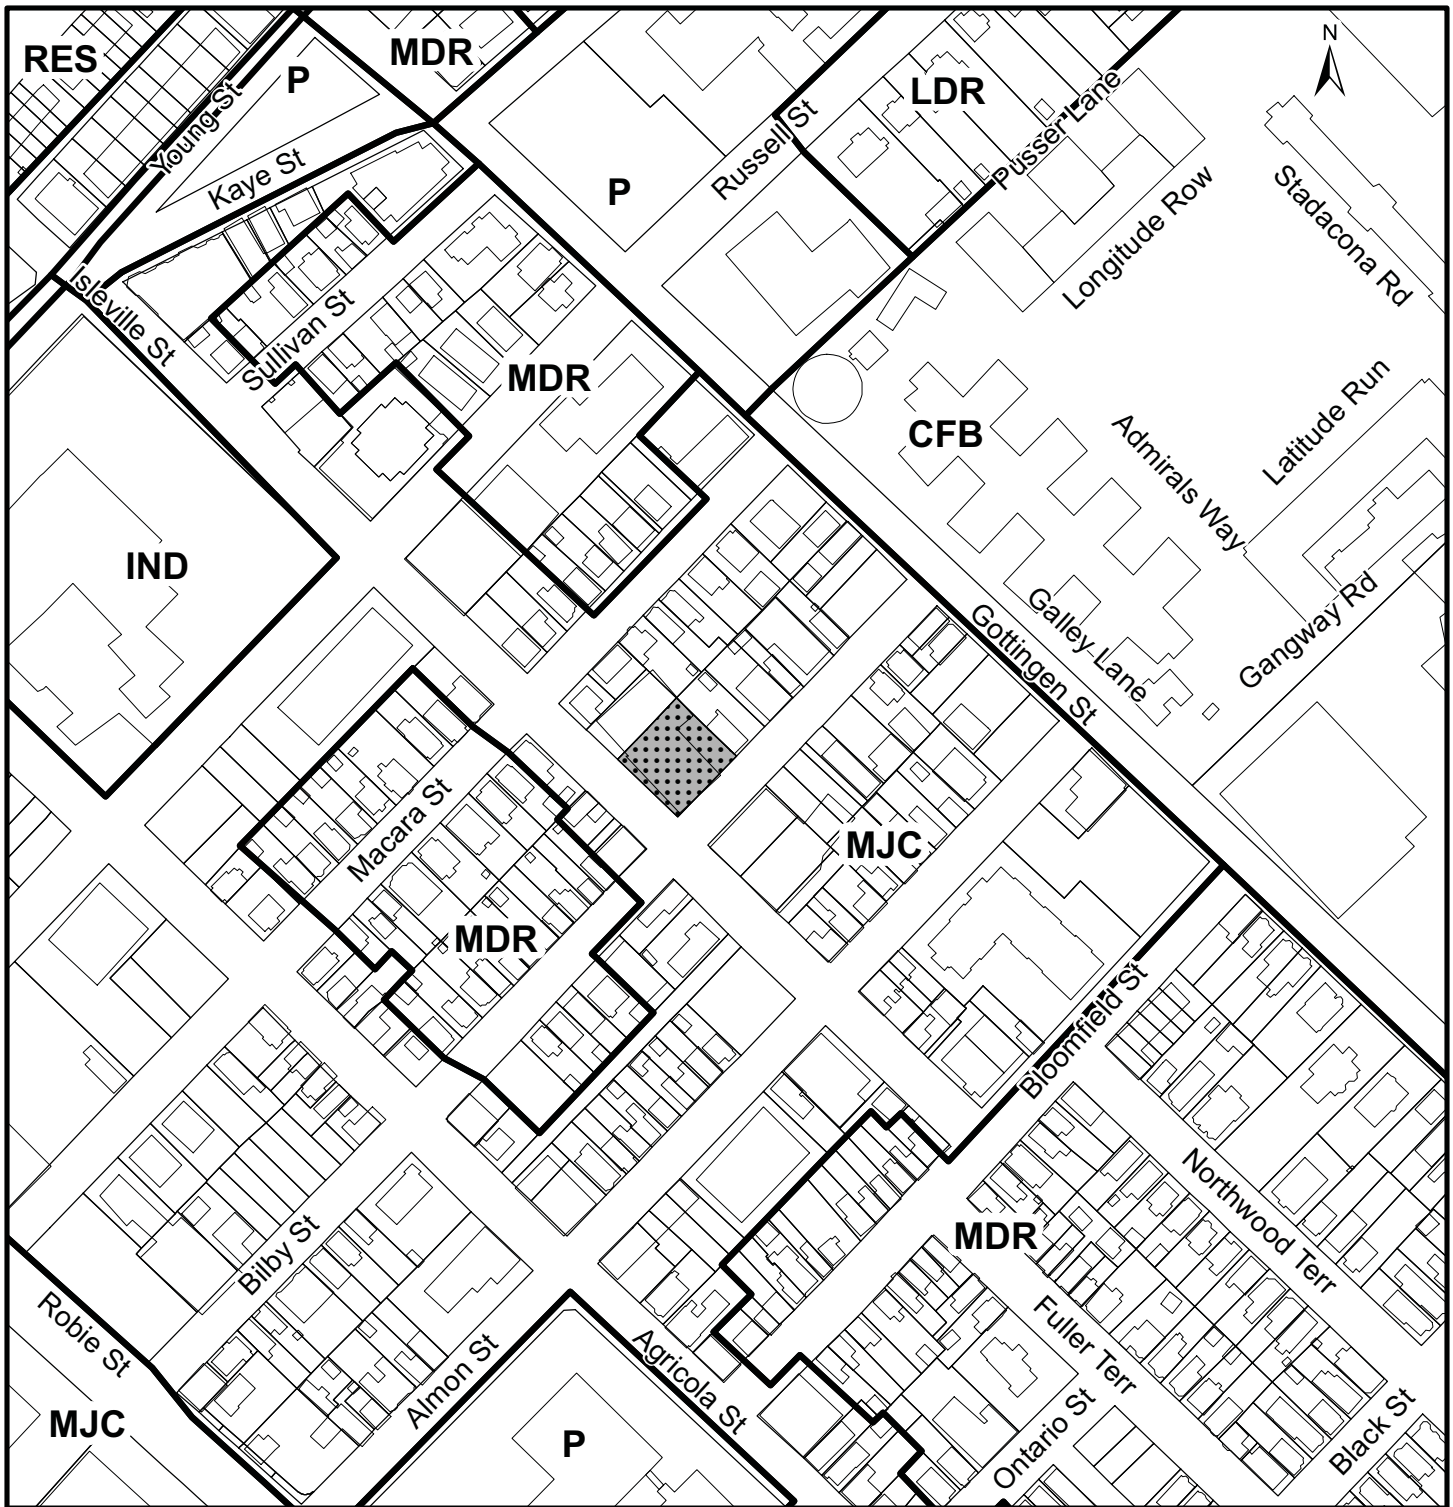 N
RES
MDR
P
LDR
Young St
Pusser Lane
Kaye St
Russell St
P
Longitude Row
Stadacona Rd
Isleville St
Sullivan St
MDR
Latitude Run
CFB
Admirals Way
IND
Galley Lane
Gottingen St
Gangway Rd
Macara St
MJC
MDR
Bloomfield St
Northwood Terr
MDR
Bilby St
Robie St
Fuller Terr
Almon St
Agricola St
MJC
P
Ontario St
Black St